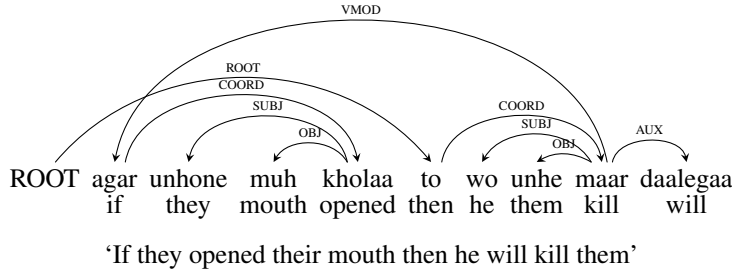 VMOD
ROOT
COORD
SUBJ
OBJ
COORD
SUBJ
OBJ
AUX
ROOT agar unhone muh kholaa to wo unhe maar daalegaa
if they mouth opened then he them kill will
‘If they opened their mouth then he will kill them’